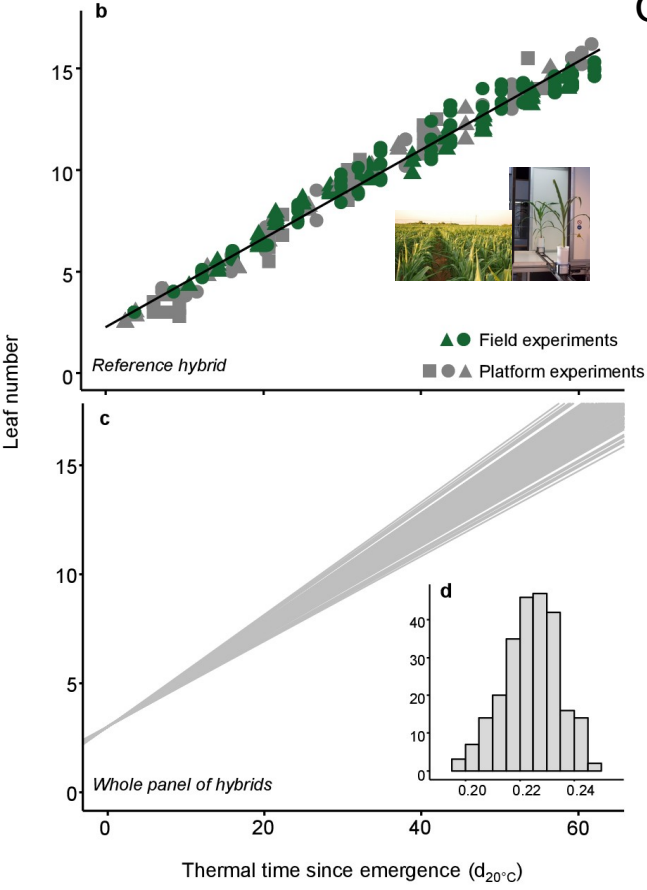 b
15
10
5
0
Field experiments
Platform experiments
Reference hybrid
Leaf number
c
15
10
5
0
d
40
30
20
10
0
0.20 0.22 0.24
Whole panel of hybrids
0 20 40 60
Thermal time since emergence (d20°C)